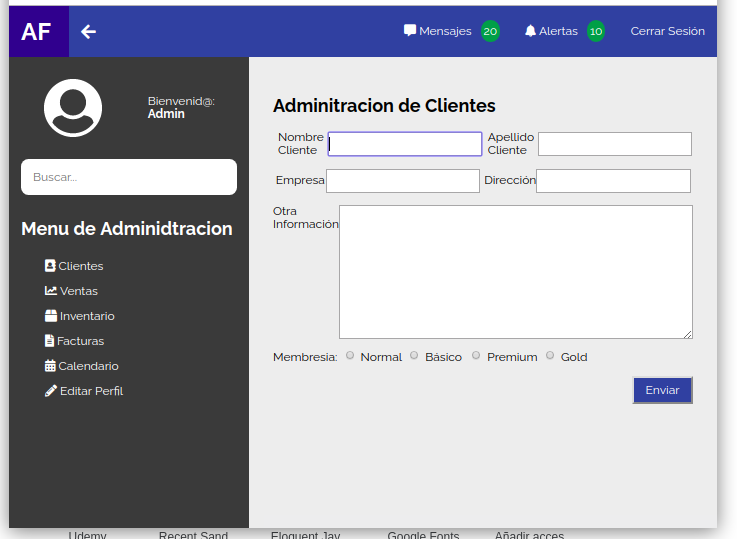 AF
Mensajes 20 Alertas 10 Cerrar Sesión
Bienvenid@:
Admin
Buscar...
Menu de Adminidtracion
Clientes
Ventas
Inventario
Facturas
Calendario
Editar Perfil
Adminitracion de Clientes
Nombre
Cliente
Apellido
Cliente
Empresa
Dirección
Otra
Información
Membresia: Normal Básico Premium Gold
Enviar
Udemy Recent Sand Eloquent Jav Google Fonts Añadir acces